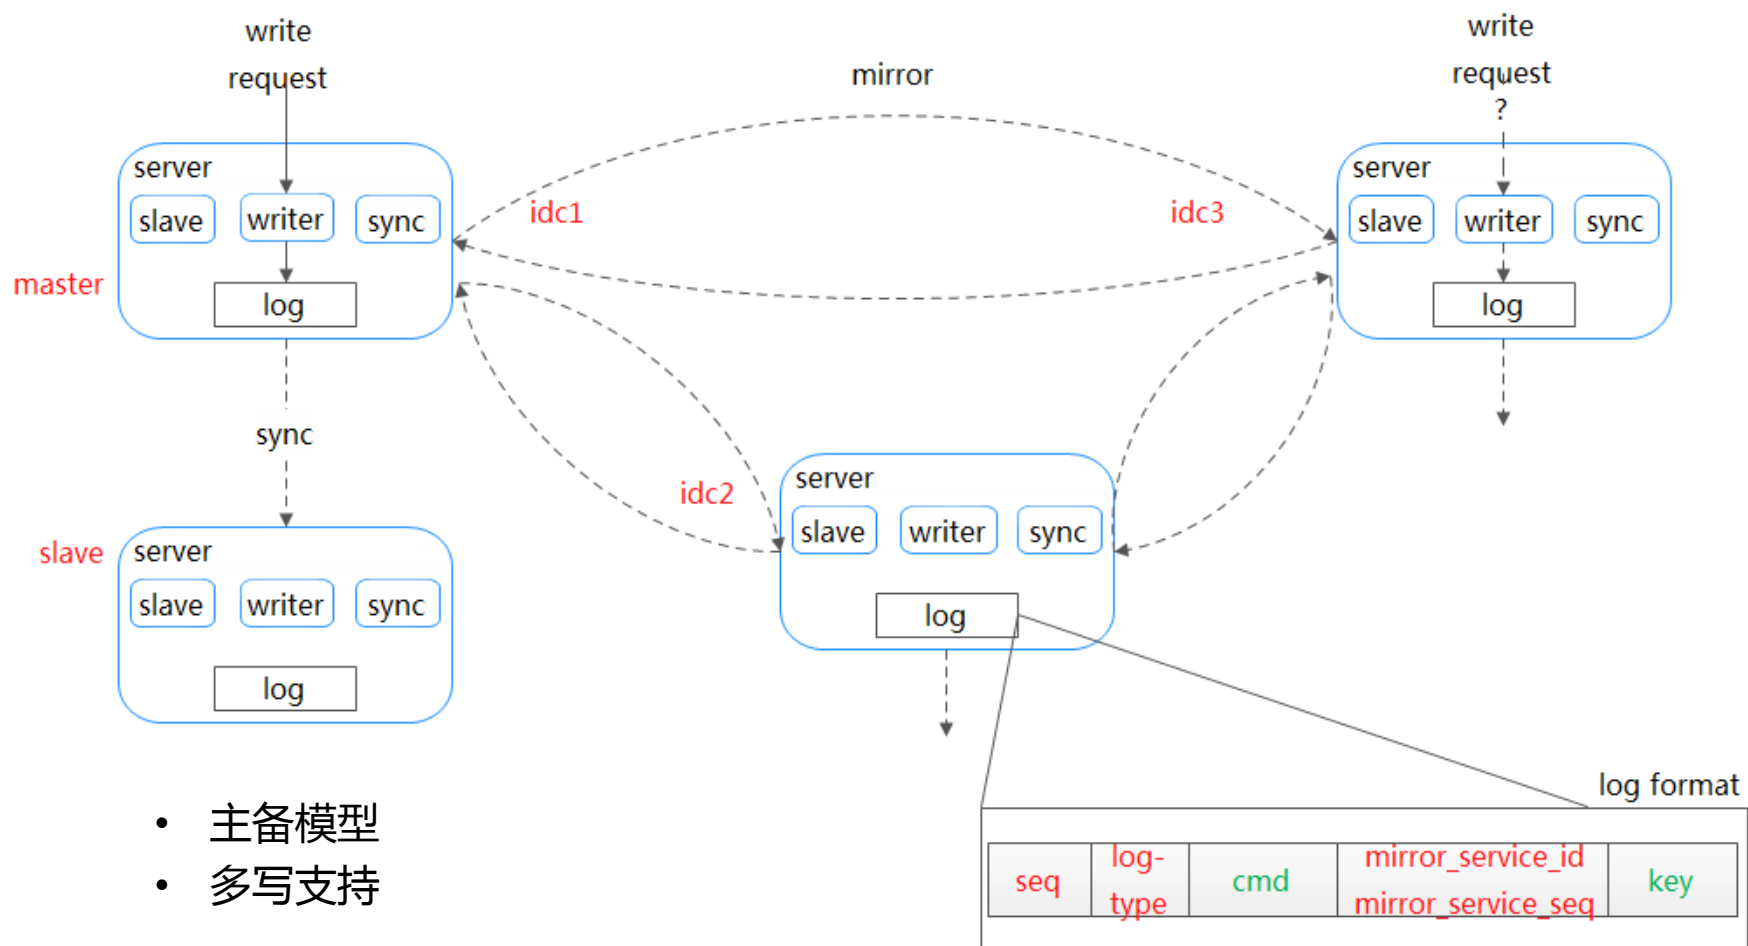 write
request
mirror
write
request
?
server
slave
writer
sync
log
master
idc1
idc3
server
slave
writer
sync
log
sync
slave
server
slave
writer
sync
log
idc2
server
slave
writer
sync
log
log format
seq
log-
type
cmd
mirror_service_id
mirror_service_seq
key
• 主备模型
• 多写支持